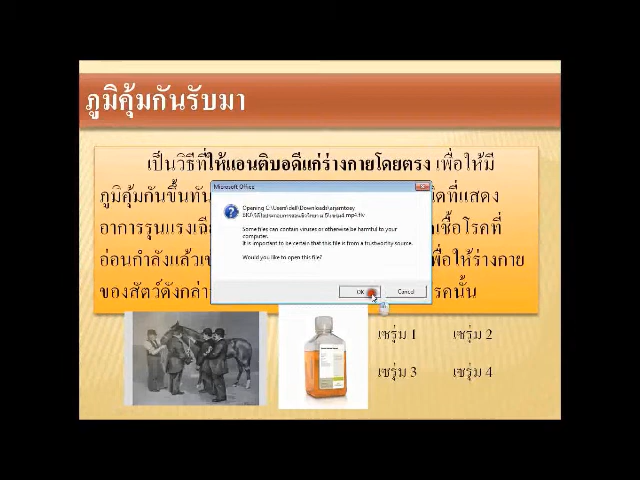 ภูมิคุ้มกันรับมา
เป็นวิธีที่ให้แอนติบอดีแก่ร่างกายโดยตรง เพื่อให้มี
ภูมิคุ้มกันขึ้นทัน
ที่แสดง
Microsoft Office
Opening C:\Users\dell\Downloads\
Some files can contain viruses or otherwise be harmful to your
computer.
It is important to be certain that this file is from a trustworthy source.
Would you like to open this file?
OK
Cancel
อาการรุนแรง
เชื้อโรคที่
อ่อนกำลังแล้ว
เพื่อให้ร่างกาย
ของสัตว์ดังกล่า
โรคนั้น
เซรุ่ม 1 เซรุ่ม 2
เซรุ่ม 3 เซรุ่ม 4